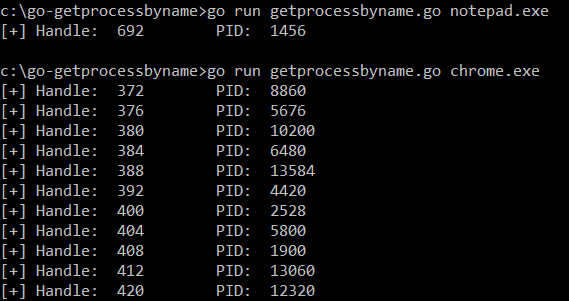 c:\go-getprocessbyname>go run getprocessbyname.go notepad.exe
[+] Handle:  692        PID:  1456
c:\go-getprocessbyname>go run getprocessbyname.go chrome.exe
[+] Handle:  372        PID:  8860
[+] Handle:  376        PID:  5676
[+] Handle:  380        PID:  10200
[+] Handle:  384        PID:  6480
[+] Handle:  388        PID:  13584
[+] Handle:  392        PID:  4420
[+] Handle:  400        PID:  2528
[+] Handle:  404        PID:  5800
[+] Handle:  408        PID:  1900
[+] Handle:  412        PID:  13060
[+] Handle:  420        PID:  12320